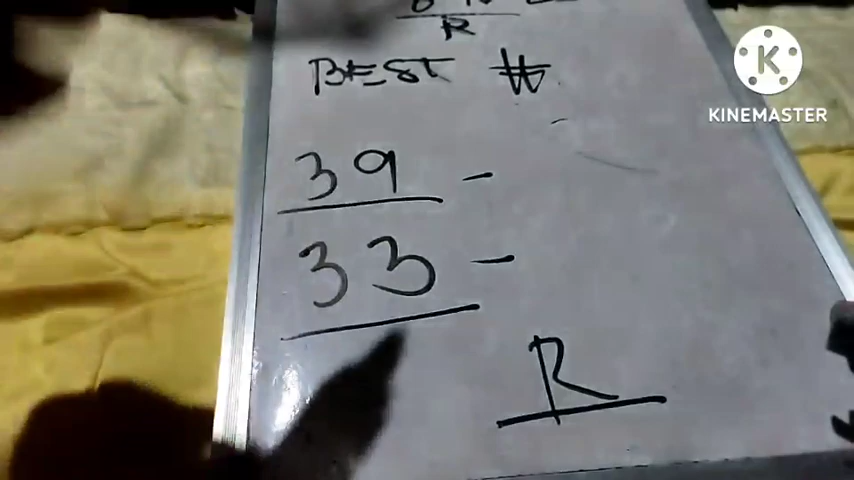 R
BEST W
KINEMASTER
39 -
33 -
R